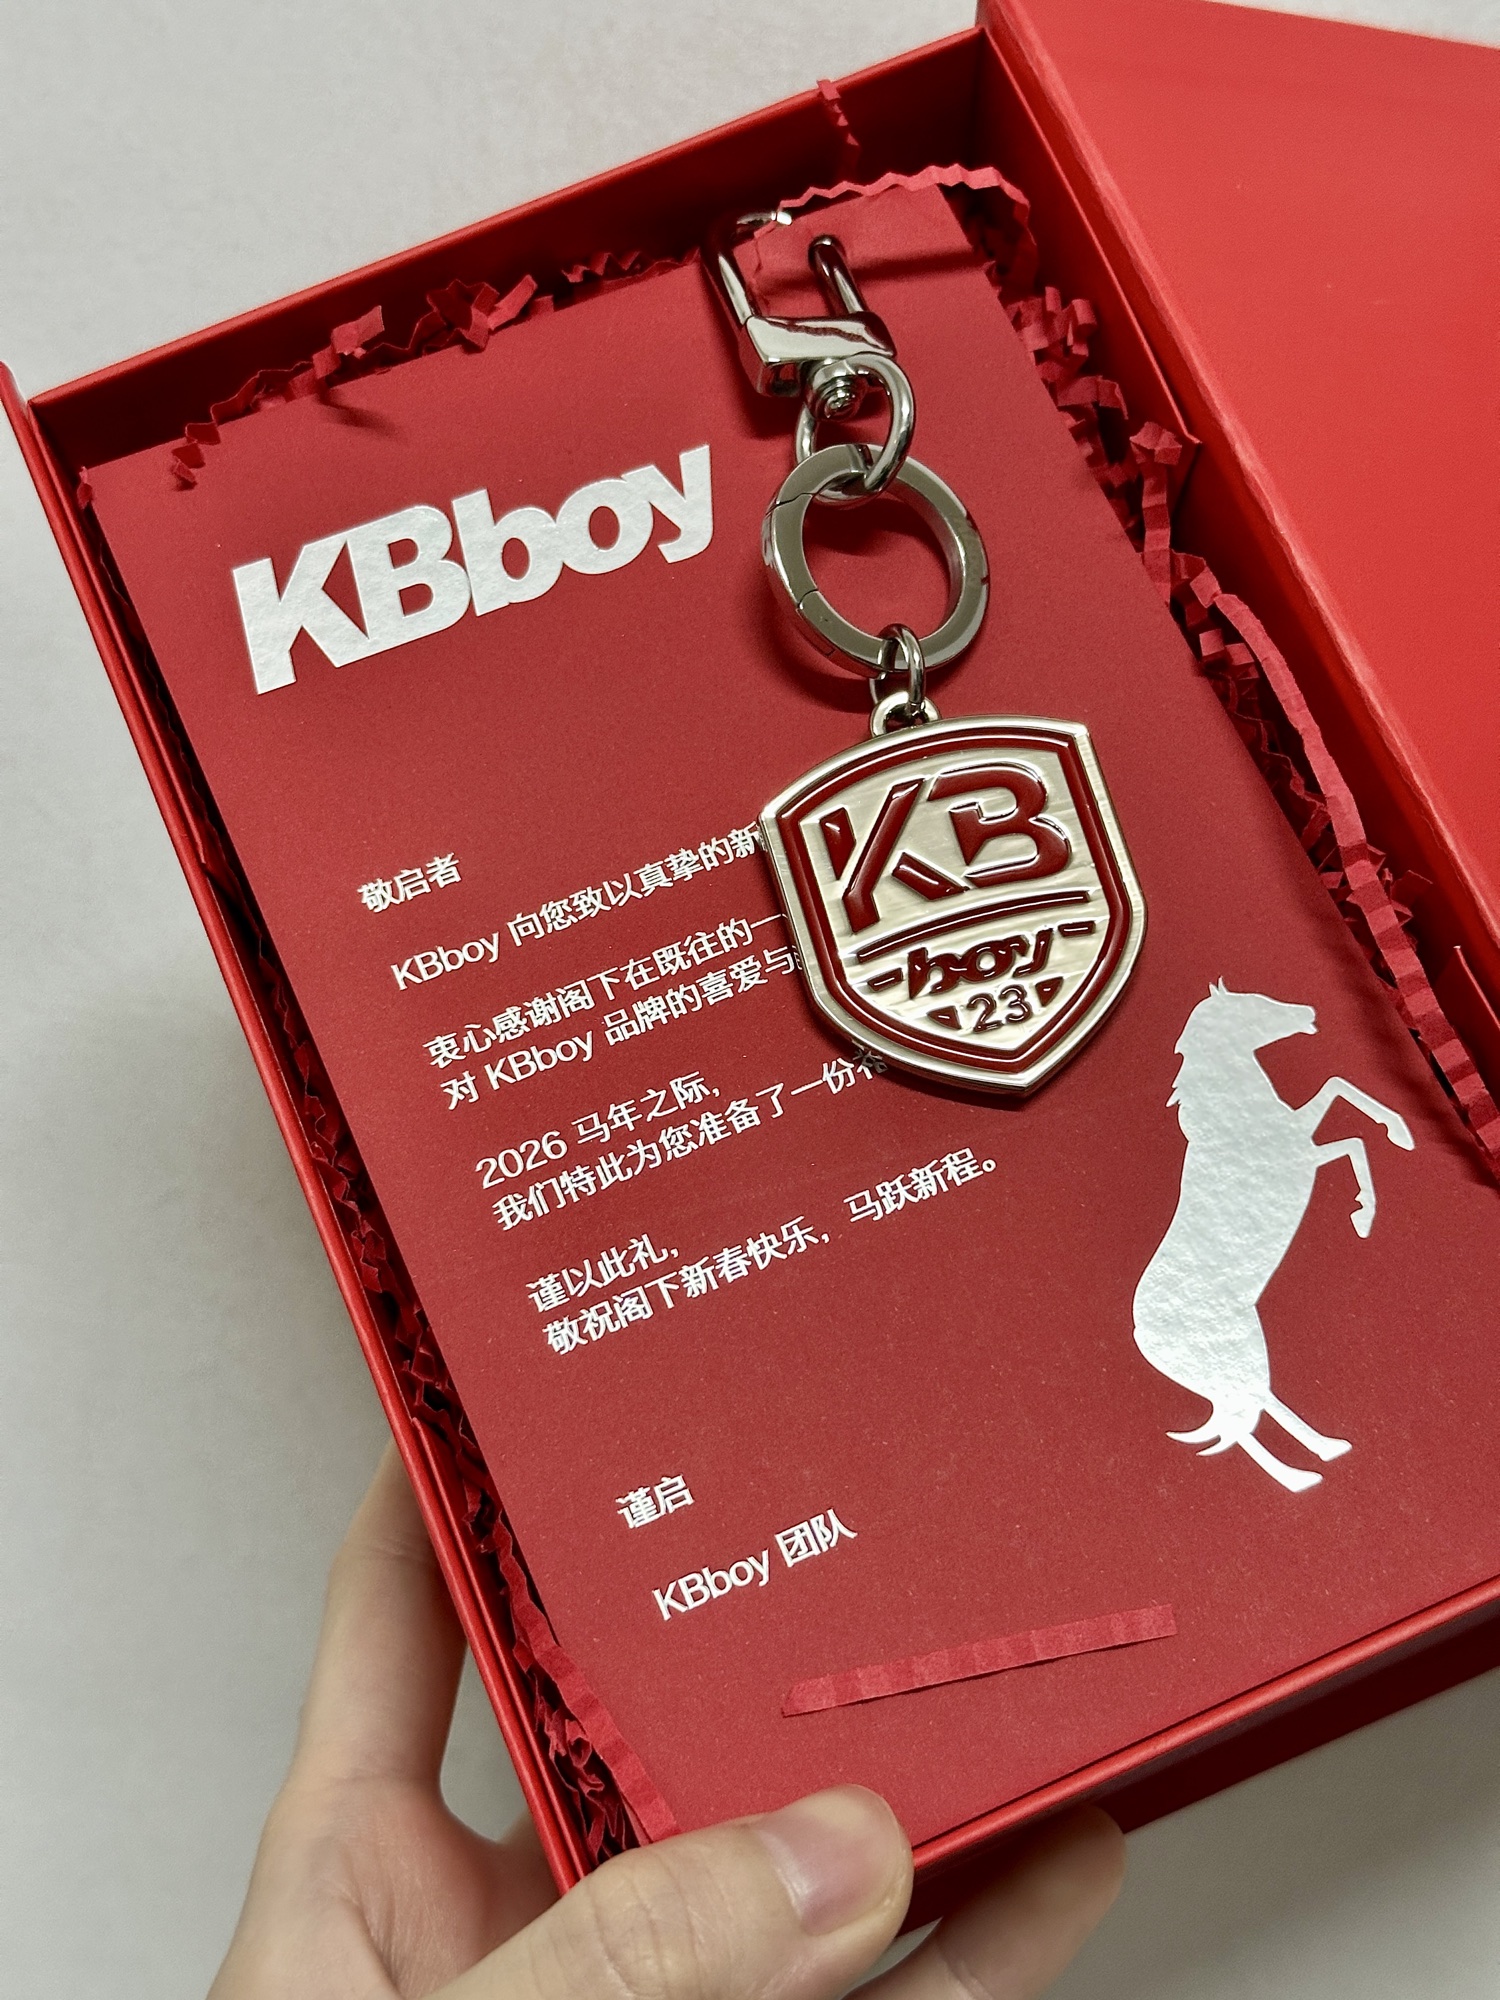 KBboy
敬启者
KBboy 向您致以真挚的新
衷心感谢阁下在既往的一
对 KBboy 品牌的喜爱与
2026 马年之际，
我们特此为您准备了一份
谨以此礼，
敬祝阁下新春快乐，马跃新程。
谨启
KBboy 团队
KB
-boy-
23